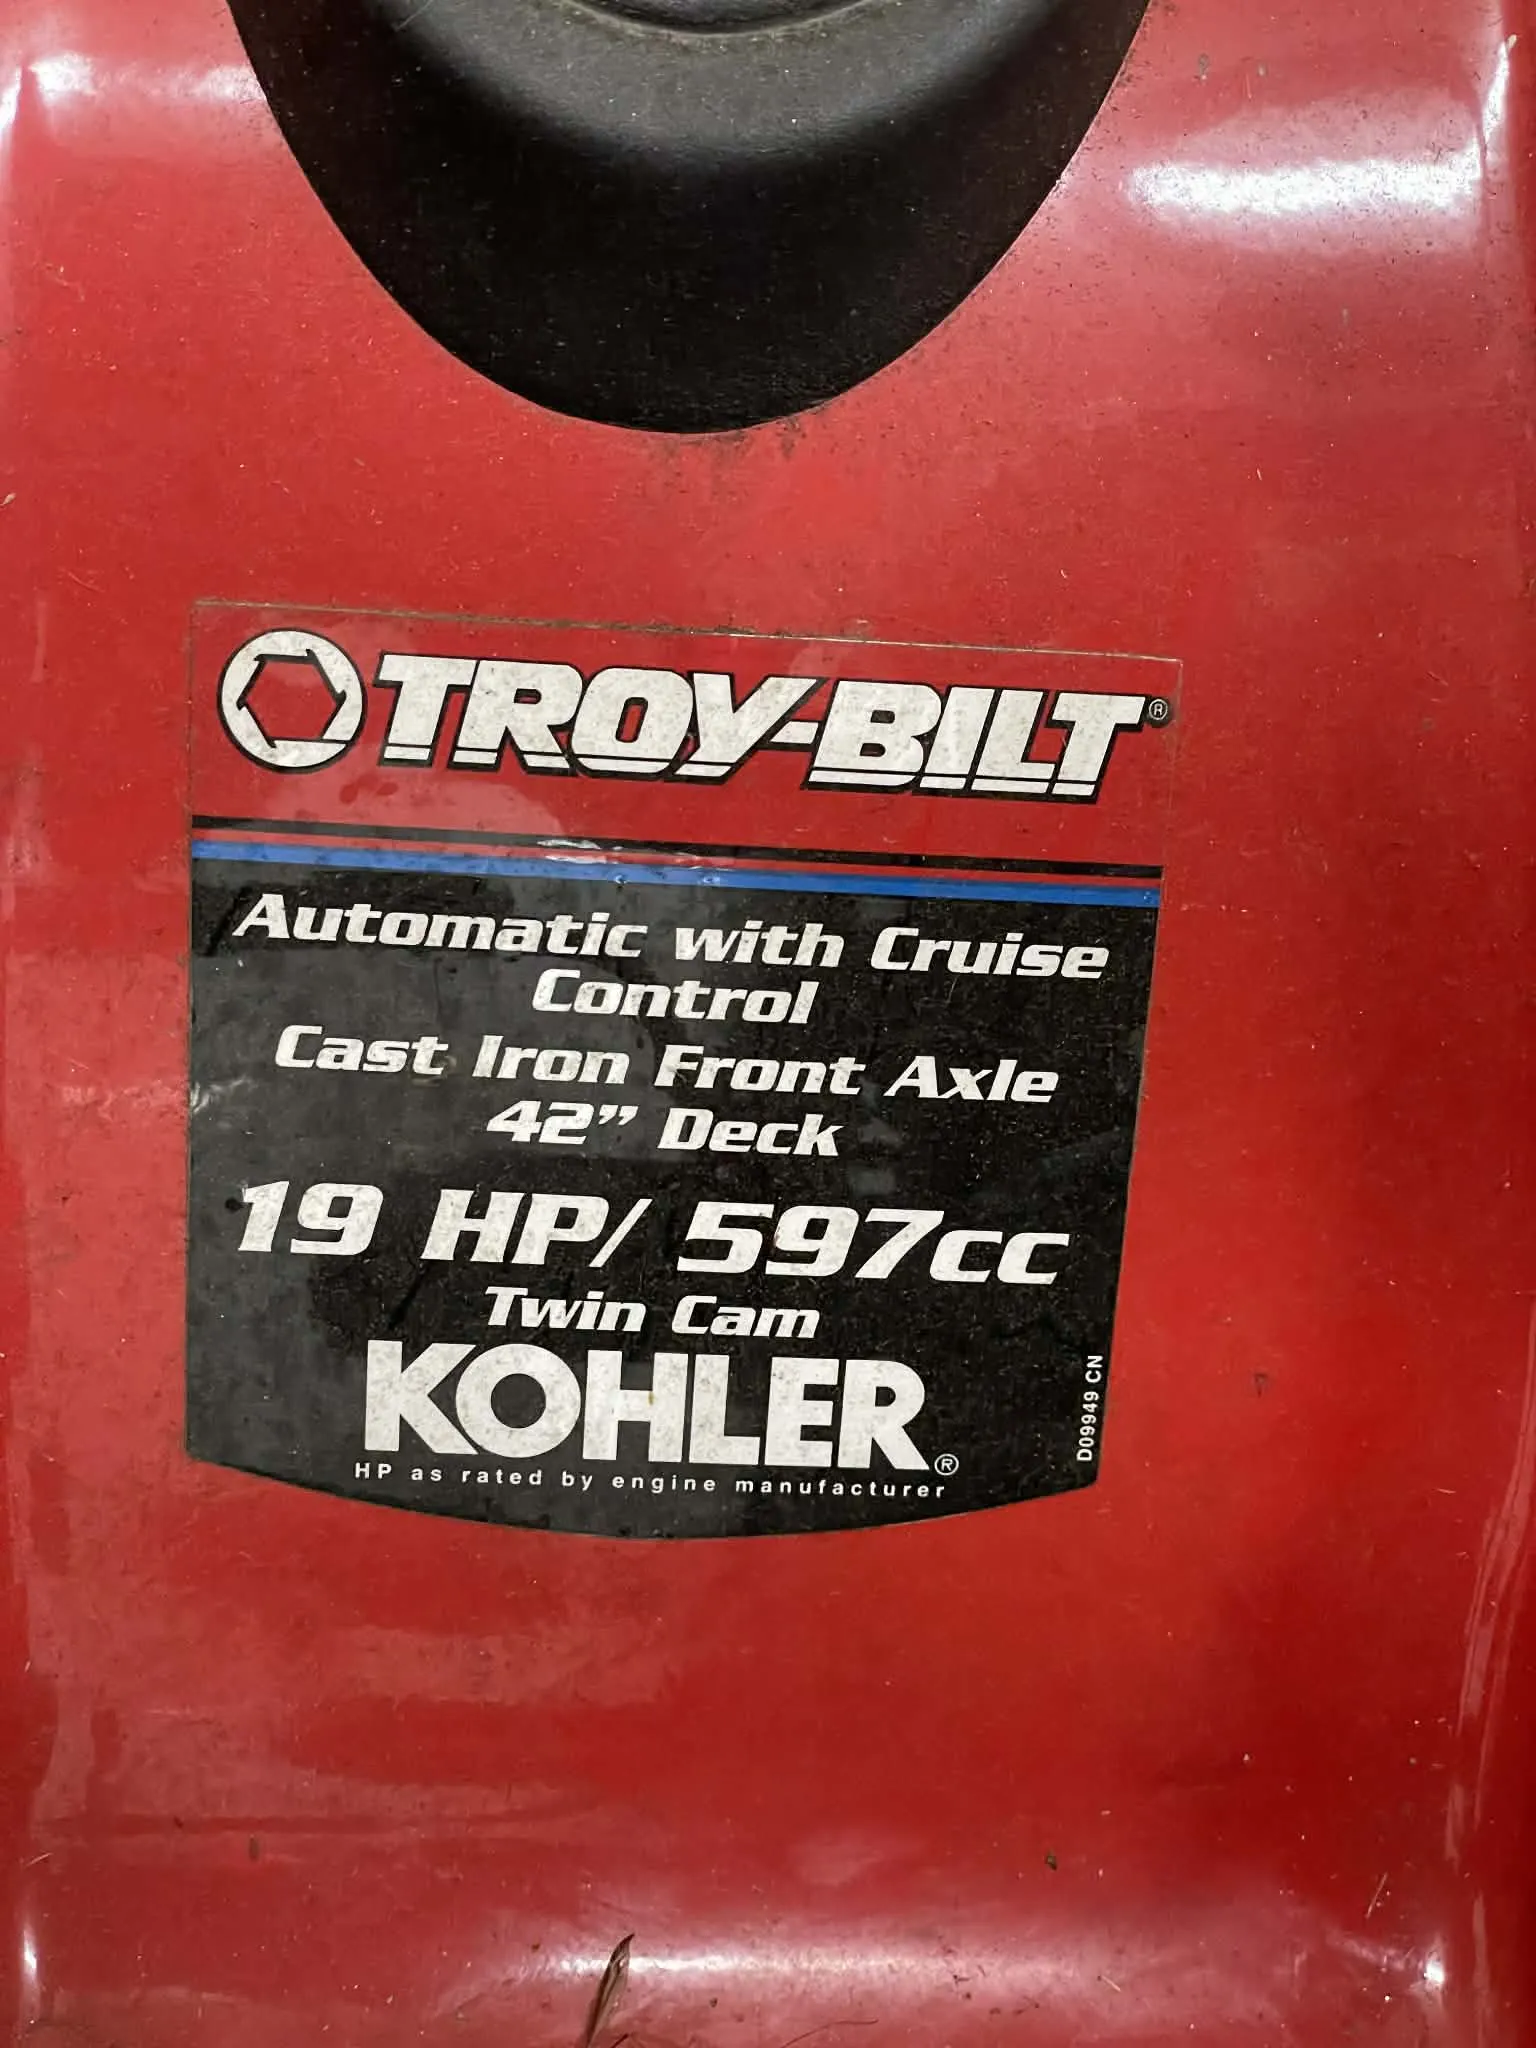 TROY-BILT®
Automatic with Cruise
Control
Cast Iron Front Axle
42” Deck
19 HP/ 597cc
Twin Cam
KOHLER®
HP as rated by engine manufacturer
D09949 CN